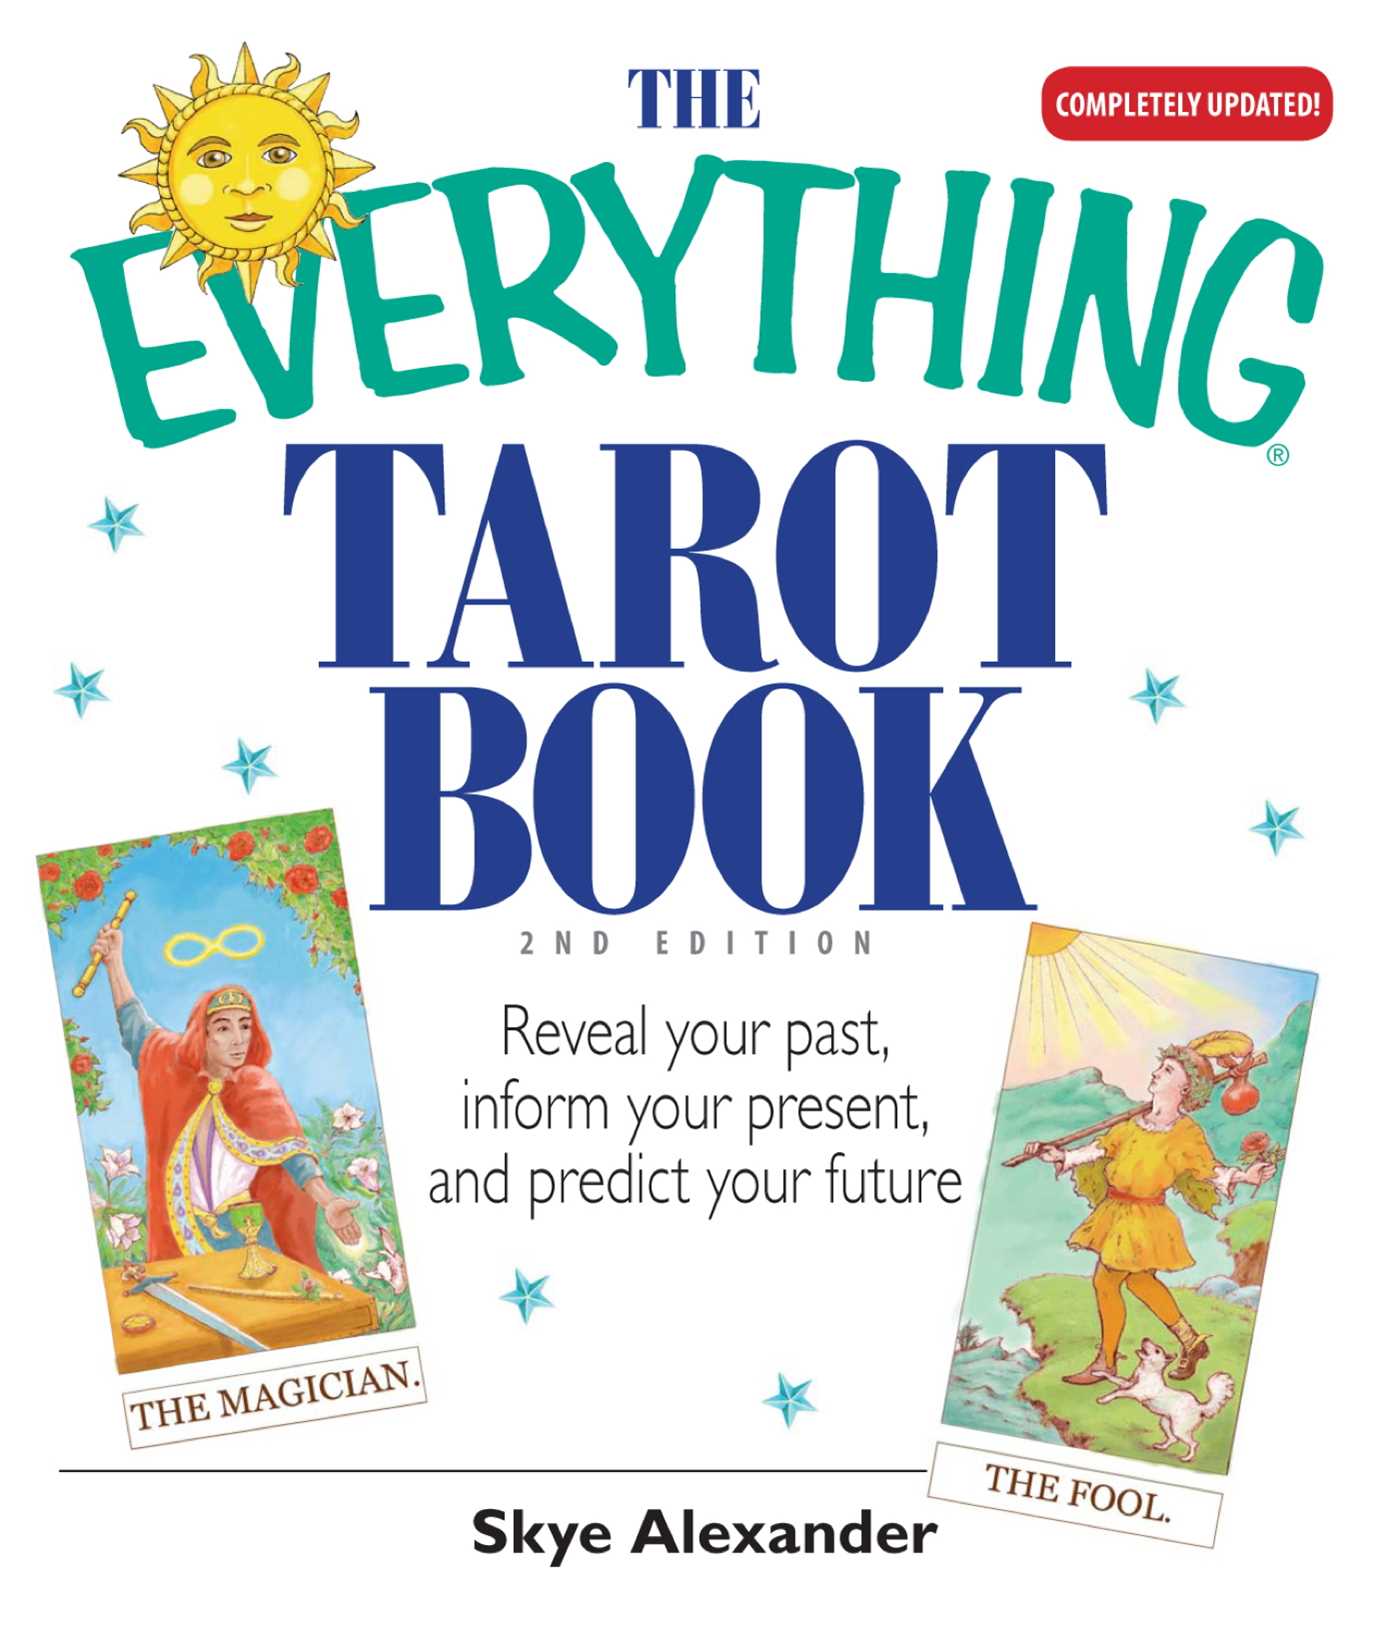 THE
COMPLETELY UPDATED!
EVERYTHING®
TAROT
BOOK
2ND EDITION
Reveal your past,
inform your present,
and predict your future
THE MAGICIAN.
THE FOOL.
Skye Alexander